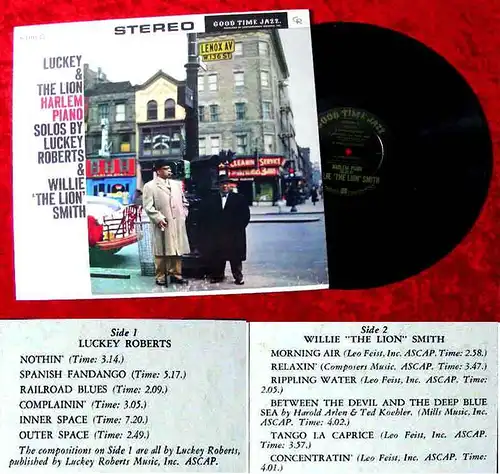 STEREO
GOOD TIME JAZZ
LUCKEY
&
THE LION
HARLEM
PIANO
SOLOS BY
LUCKEY
ROBERTS
&
WILLIE
'THE LION'
SMITH
LENOX AV
W. 136 ST.
CLEAN SERVICE
GOOD TIME JAZZ
Side 1
LUCKEY ROBERTS
NOTHIN' (Time: 3.14.)
SPANISH FANDANGO (Time: 5.17.)
RAILROAD BLUES (Time: 2.09.)
COMPLAININ' (Time: 3.05.)
INNER SPACE (Time: 7.20.)
OUTER SPACE (Time: 2.49.)
The compositions on Side 1 are all by Luckey Roberts,
published by Luckey Roberts Music, Inc. ASCAP.
Side 2
WILLIE "THE LION" SMITH
MORNING AIR (Leo Feist, Inc. ASCAP. Time: 2.58.)
RELAXIN' (Composers Music. ASCAP. Time: 3.47.)
RIPPLING WATER (Leo Feist, Inc. ASCAP. Time:
2.05.)
BETWEEN THE DEVIL AND THE DEEP BLUE
SEA by Harold Arlen & Ted Koehler. (Mills Music, Inc.
ASCAP. Time: 4.02.)
TANGO LA CAPRICE (Leo Feist, Inc. ASCAP. Time:
3.57.)
CONCENTRATIN' (Leo Feist, Inc. ASCAP. Time:
4.01.)